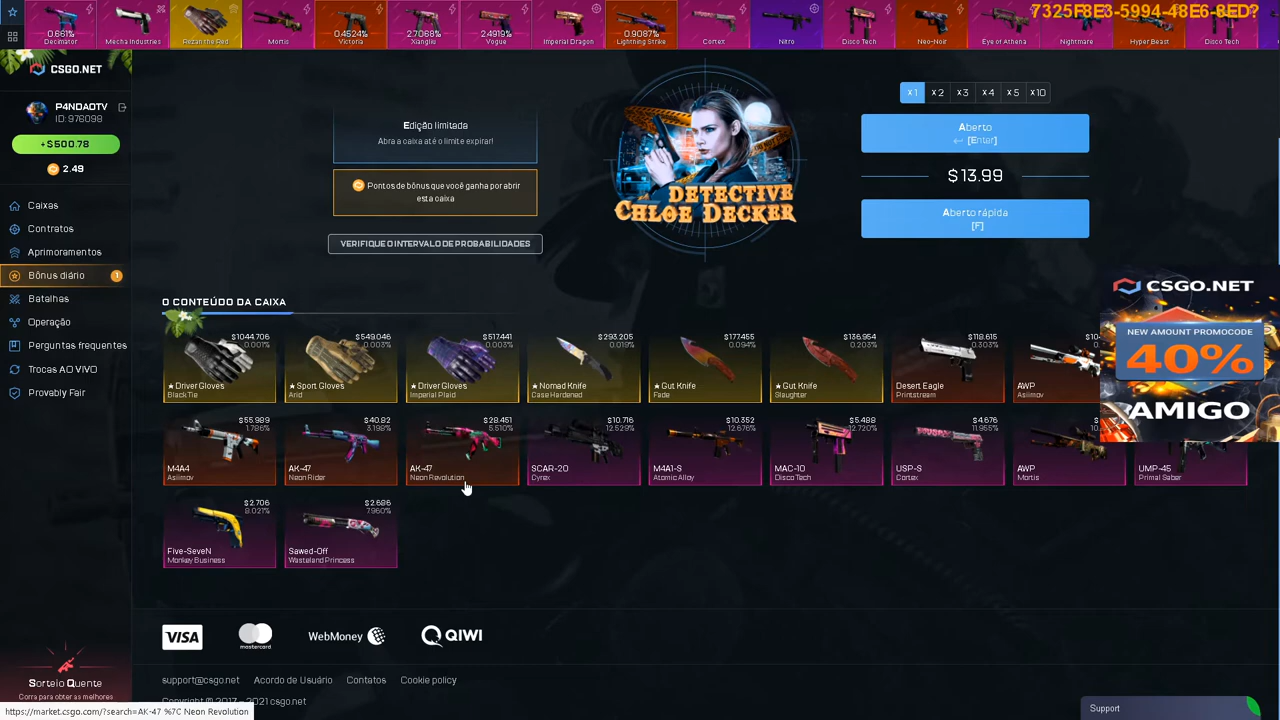 7325F8E3-5994-48E6-8ED?
0.661%
0.4524%
2.7068%
2.4919%
0.9087%
Decimator
Mecha Industries
Rezan the Red
Mortis
Victoria
Xiangliu
Vogue
Imperial Dragon
Lightning Strike
Cortex
Nitro
Disco Tech
Neo-Noir
Eye of Athena
Nightmare
Hyper Beast
Disco Tech
CSGO.NET
P4NDAOTV
ID: 978098
+$500.78
2.49
Caixas
Contratos
Aprimoramentos
Bônus diário
1
Batalhas
Operação
Perguntas frequentes
Trocas AO VIVO
Provably Fair
Sorteio Quente
Corra para obter as melhores
Edição limitada
Abra a caixa até o limite expirar!
Pontos de bônus que você ganha por abrir
esta caixa
VERIFIQUE O INTERVALO DE PROBABILIDADES
DETECTIVE
CHLOE DECKER
x1
x2
x3
x4
x5
x10
Aberto
[Enter]
$13.99
Aberto rápida
[F]
O CONTEÚDO DA CAIXA
$1044.706
0.001%
★ Driver Gloves
Black Tie
$549.046
0.003%
★ Sport Gloves
Arid
$517.441
0.003%
★ Driver Gloves
Imperial Plaid
$293.205
0.019%
★ Nomad Knife
Case Hardened
$177.455
0.094%
★ Gut Knife
Fade
$136.954
0.203%
★ Gut Knife
Slaughter
$118.615
0.303%
Desert Eagle
Printstream
AWP
Asiimov
$55.989
1.786%
M4A4
Asiimov
$40.82
3.198%
AK-47
Neon Rider
$28.451
5.510%
AK-47
Neon Revolution
$10.716
12.529%
SCAR-20
Cyrex
$10.352
12.676%
M4A1-S
Atomic Alloy
$5.488
12.720%
MAC-10
Disco Tech
$4.676
11.955%
USP-S
Cortex
AWP
Mortis
UMP-45
Primal Saber
$2.706
8.021%
Five-SeveN
Monkey Business
$2.686
7.960%
Sawed-Off
Wasteland Princess
CSGO.NET
NEW AMOUNT PROMOCODE
40%
AMIGO
VISA
mastercard
WebMoney
QIWI
support@csgo.net
Acordo de Usuário
Contatos
Cookie policy
Copyright © 2017 - 2021 csgo.net
https://market.csgo.com/?search=AK-47 %7C Neon Revolution
Support